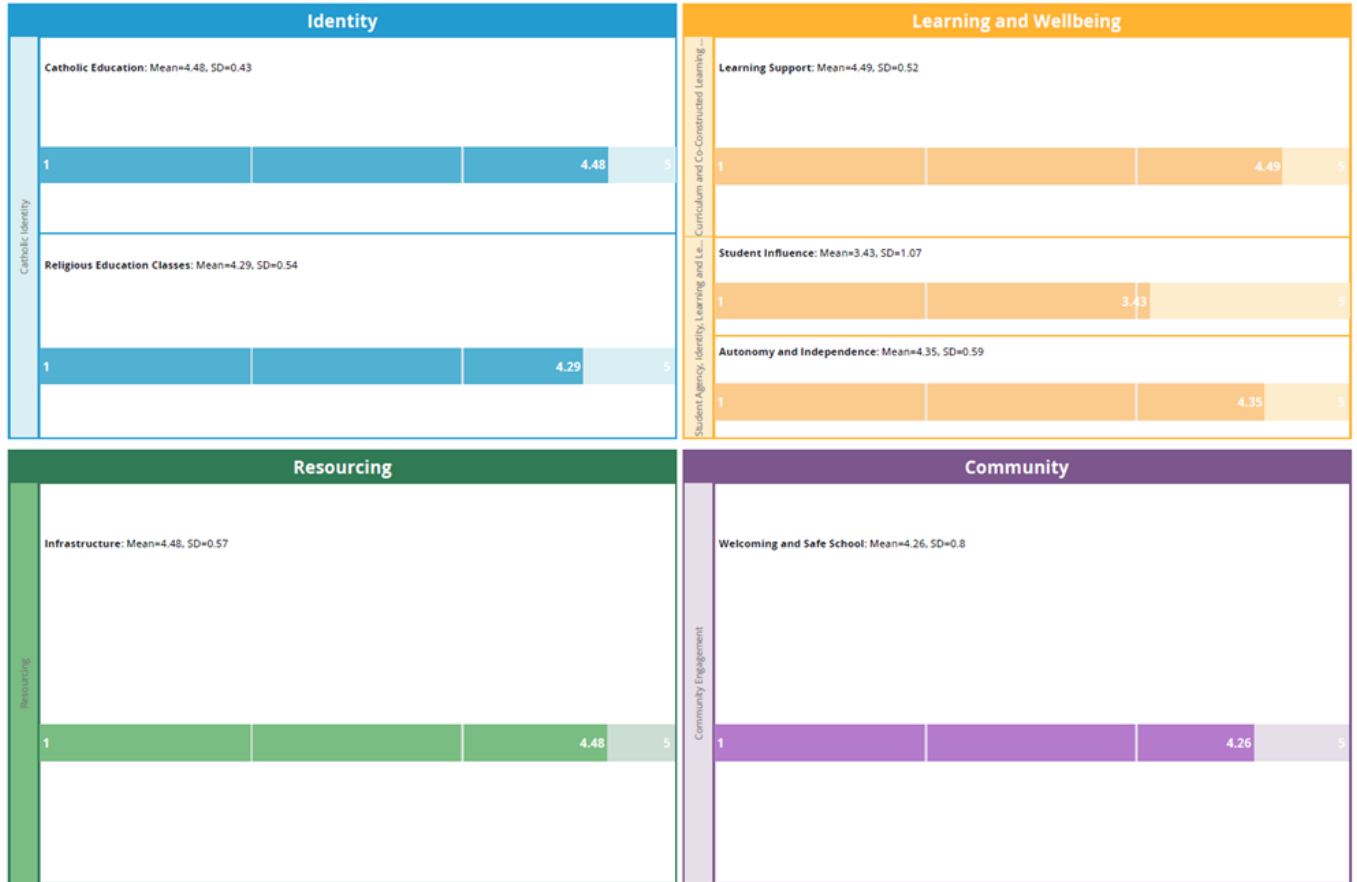 Identity
Catholic Identity
Catholic Education: Mean=4.48, SD=0.43
1 4.48 5
Religious Education Classes: Mean=4.29, SD=0.54
1 4.29 5
Learning and Wellbeing
Curriculum and Co-Constructed Learning ...
Learning Support: Mean=4.49, SD=0.52
1 4.49 5
Student Agency, Identity, Learning and Le...
Student Influence: Mean=3.43, SD=1.07
1 3.43 5
Autonomy and Independence: Mean=4.35, SD=0.59
1 4.35 5
Resourcing
Resourcing
Infrastructure: Mean=4.48, SD=0.57
1 4.48 5
Community
Community Engagement
Welcoming and Safe School: Mean=4.26, SD=0.8
1 4.26 5